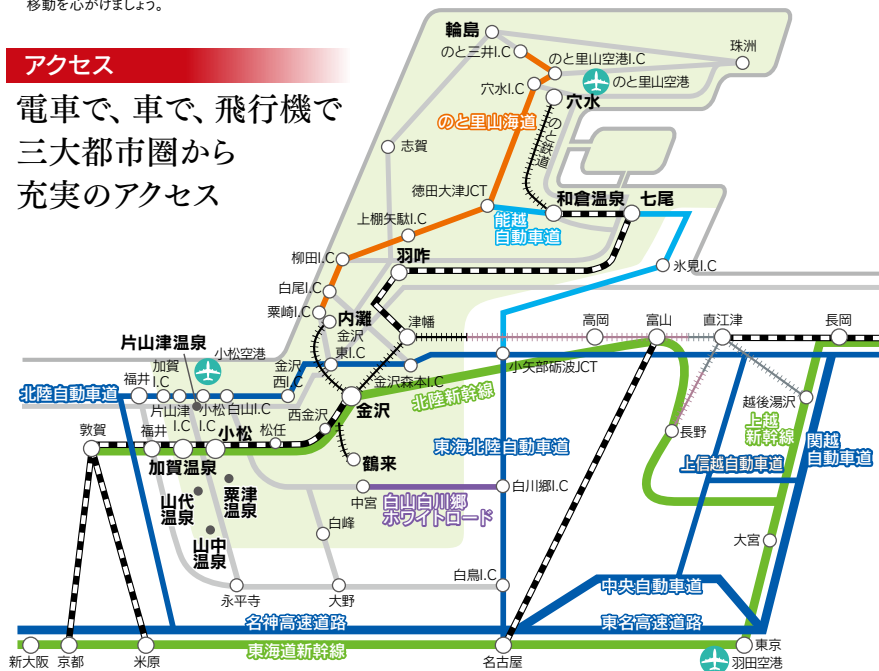 移動を心がけましょう。
アクセス
電車で、車で、飛行機で
三大都市圏から
充実のアクセス
輪島
のと三井I.C
のと里山空港I.C
珠洲
のと里山空港
穴水I.C
穴水
のと里山海道
のと鉄道
志賀
徳田大津JCT
和倉温泉
七尾
能越
自動車道
上棚矢駄I.C
柳田I.C
羽咋
氷見I.C
白尾I.C
粟崎I.C
内灘
津幡
高岡
富山
直江津
長岡
片山津温泉
小松空港
金沢
東I.C
金沢
西I.C
金沢森本I.C
小矢部砺波JCT
北陸自動車道
福井
加賀
I.C
片山津
I.C
小松
I.C
白山I.C
西金沢
金沢
北陸新幹線
越後湯沢
上越
新幹線
敦賀
福井
小松
松任
加賀温泉
鶴来
東海北陸自動車道
長野
上信越自動車道
関越
自動車道
山代
温泉
粟津
温泉
中宮
白山白川郷
ホワイトロード
白川郷I.C
山中
温泉
白峰
大宮
白鳥I.C
永平寺
大野
中央自動車道
名神高速道路
東名高速道路
東海道新幹線
新大阪
京都
米原
名古屋
東京
羽田空港